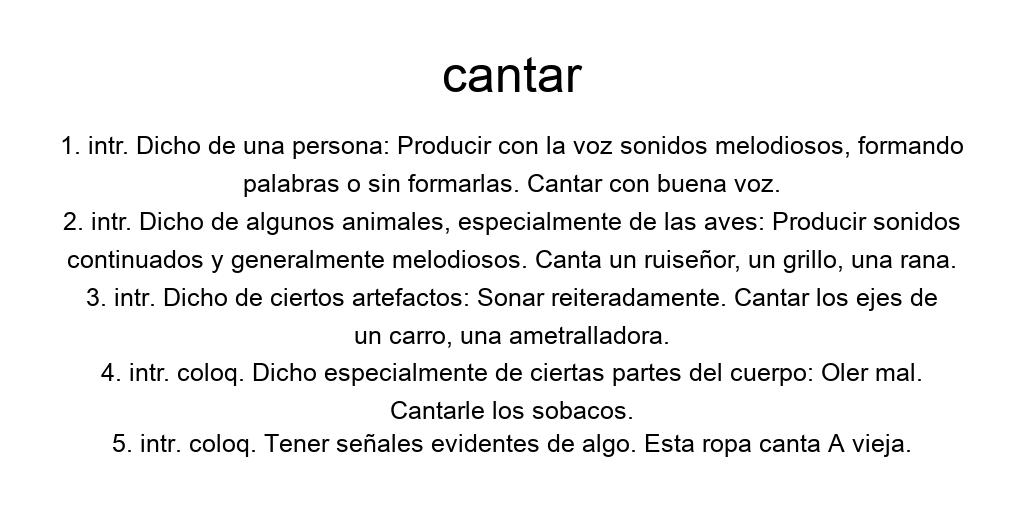 cantar
1. intr. Dicho de una persona: Producir con la voz sonidos melodiosos, formando
palabras o sin formarlas. Cantar con buena voz.
2. intr. Dicho de algunos animales, especialmente de las aves: Producir sonidos
continuados y generalmente melodiosos. Canta un ruiseñor, un grillo, una rana.
3. intr. Dicho de ciertos artefactos: Sonar reiteradamente. Cantar los ejes de
un carro, una ametralladora.
4. intr. coloq. Dicho especialmente de ciertas partes del cuerpo: Oler mal.
Cantarle los sobacos.
5. intr. coloq. Tener señales evidentes de algo. Esta ropa canta A vieja.